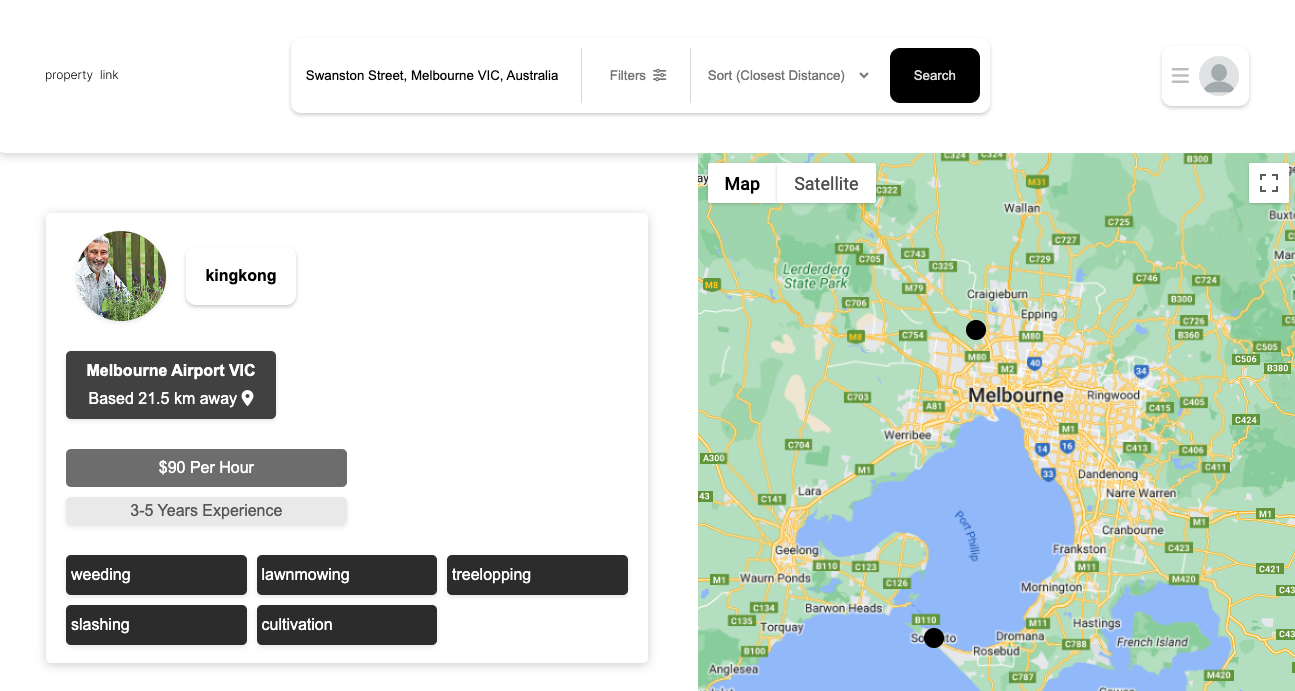 property link
Swanston Street, Melbourne VIC, Australia
Filters
Sort (Closest Distance)
Search
kingkong
Melbourne Airport VIC
Based 21.5 km away
$90 Per Hour
3-5 Years Experience
weeding
lawnmowing
treelopping
slashing
cultivation
Map
Satellite
C324
C324
B300
M31
C322
Wallan
C725
C704
C743
C727
C705
C325
C729
Lerderderg
State Park
C746
C724
M8
M79
Craigieburn
B300
C706
Epping
C726
M8
C754
M80
B360
C505
M80
C506
M2
40
34
B380
C703
Melbourne
Ringwood
C405
A81
C415
C424
Werribee
M1
C704
14
16
C413
C406
A300
M1
33
Dandenong
C411
43
C141
Lara
Narre Warren
M1
Port Phillip
Cranbourne
M1
Geelong
Frankston
C423
B110
C123
M11
C421
M1
Waurn Ponds
C126
M420
Mornington
C134
Barwon Heads
C135
Torquay
B110
M11
Hastings
Dromana
C788
French Island
B100
Rosebud
Anglesea
C787
M420